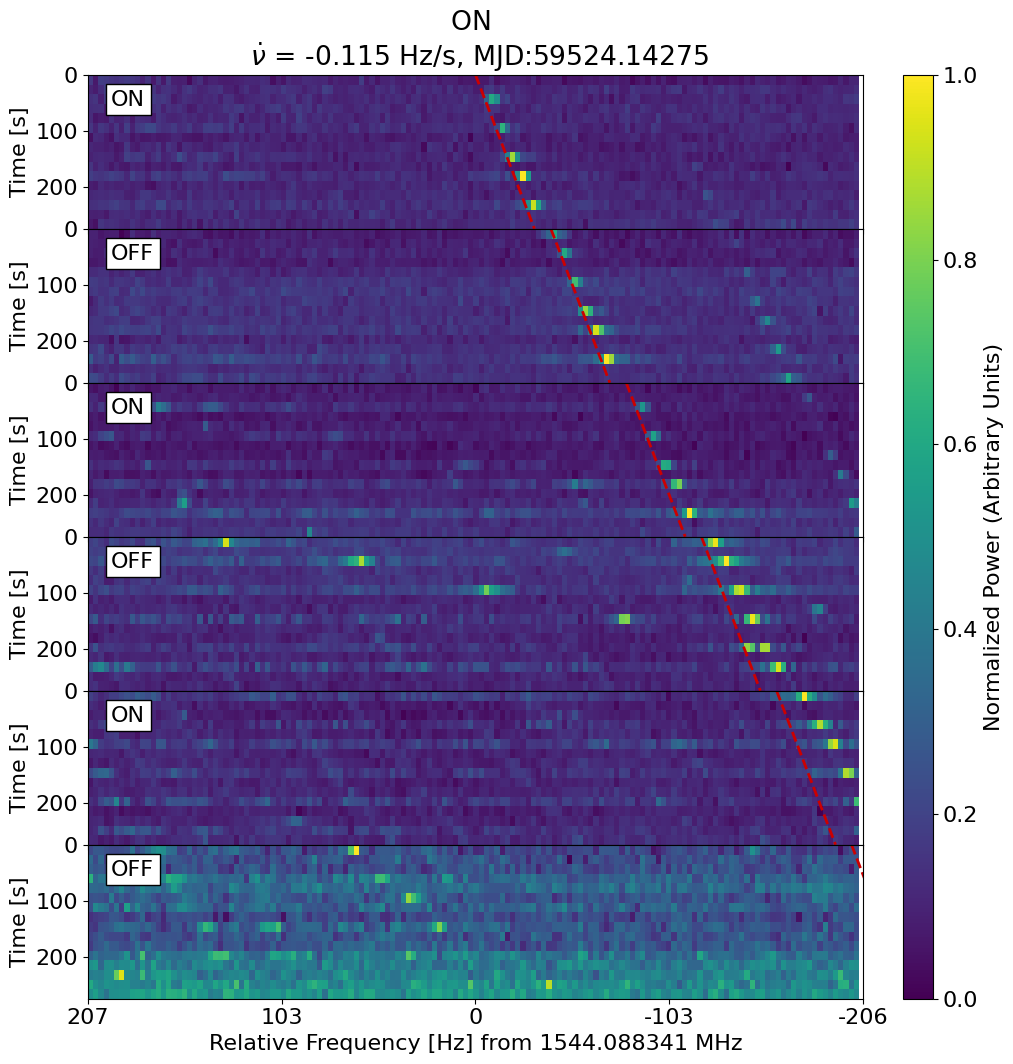 ON
ν̇ = -0.115 Hz/s, MJD:59524.14275
0
ON
Time [s]
100
200
0
OFF
Time [s]
100
200
0
ON
Time [s]
100
200
0
OFF
Time [s]
100
200
0
ON
Time [s]
100
200
0
OFF
Time [s]
100
200
207 103 0 -103 -206
Relative Frequency [Hz] from 1544.088341 MHz
1.0
0.8
0.6
0.4
0.2
0.0
Normalized Power (Arbitrary Units)